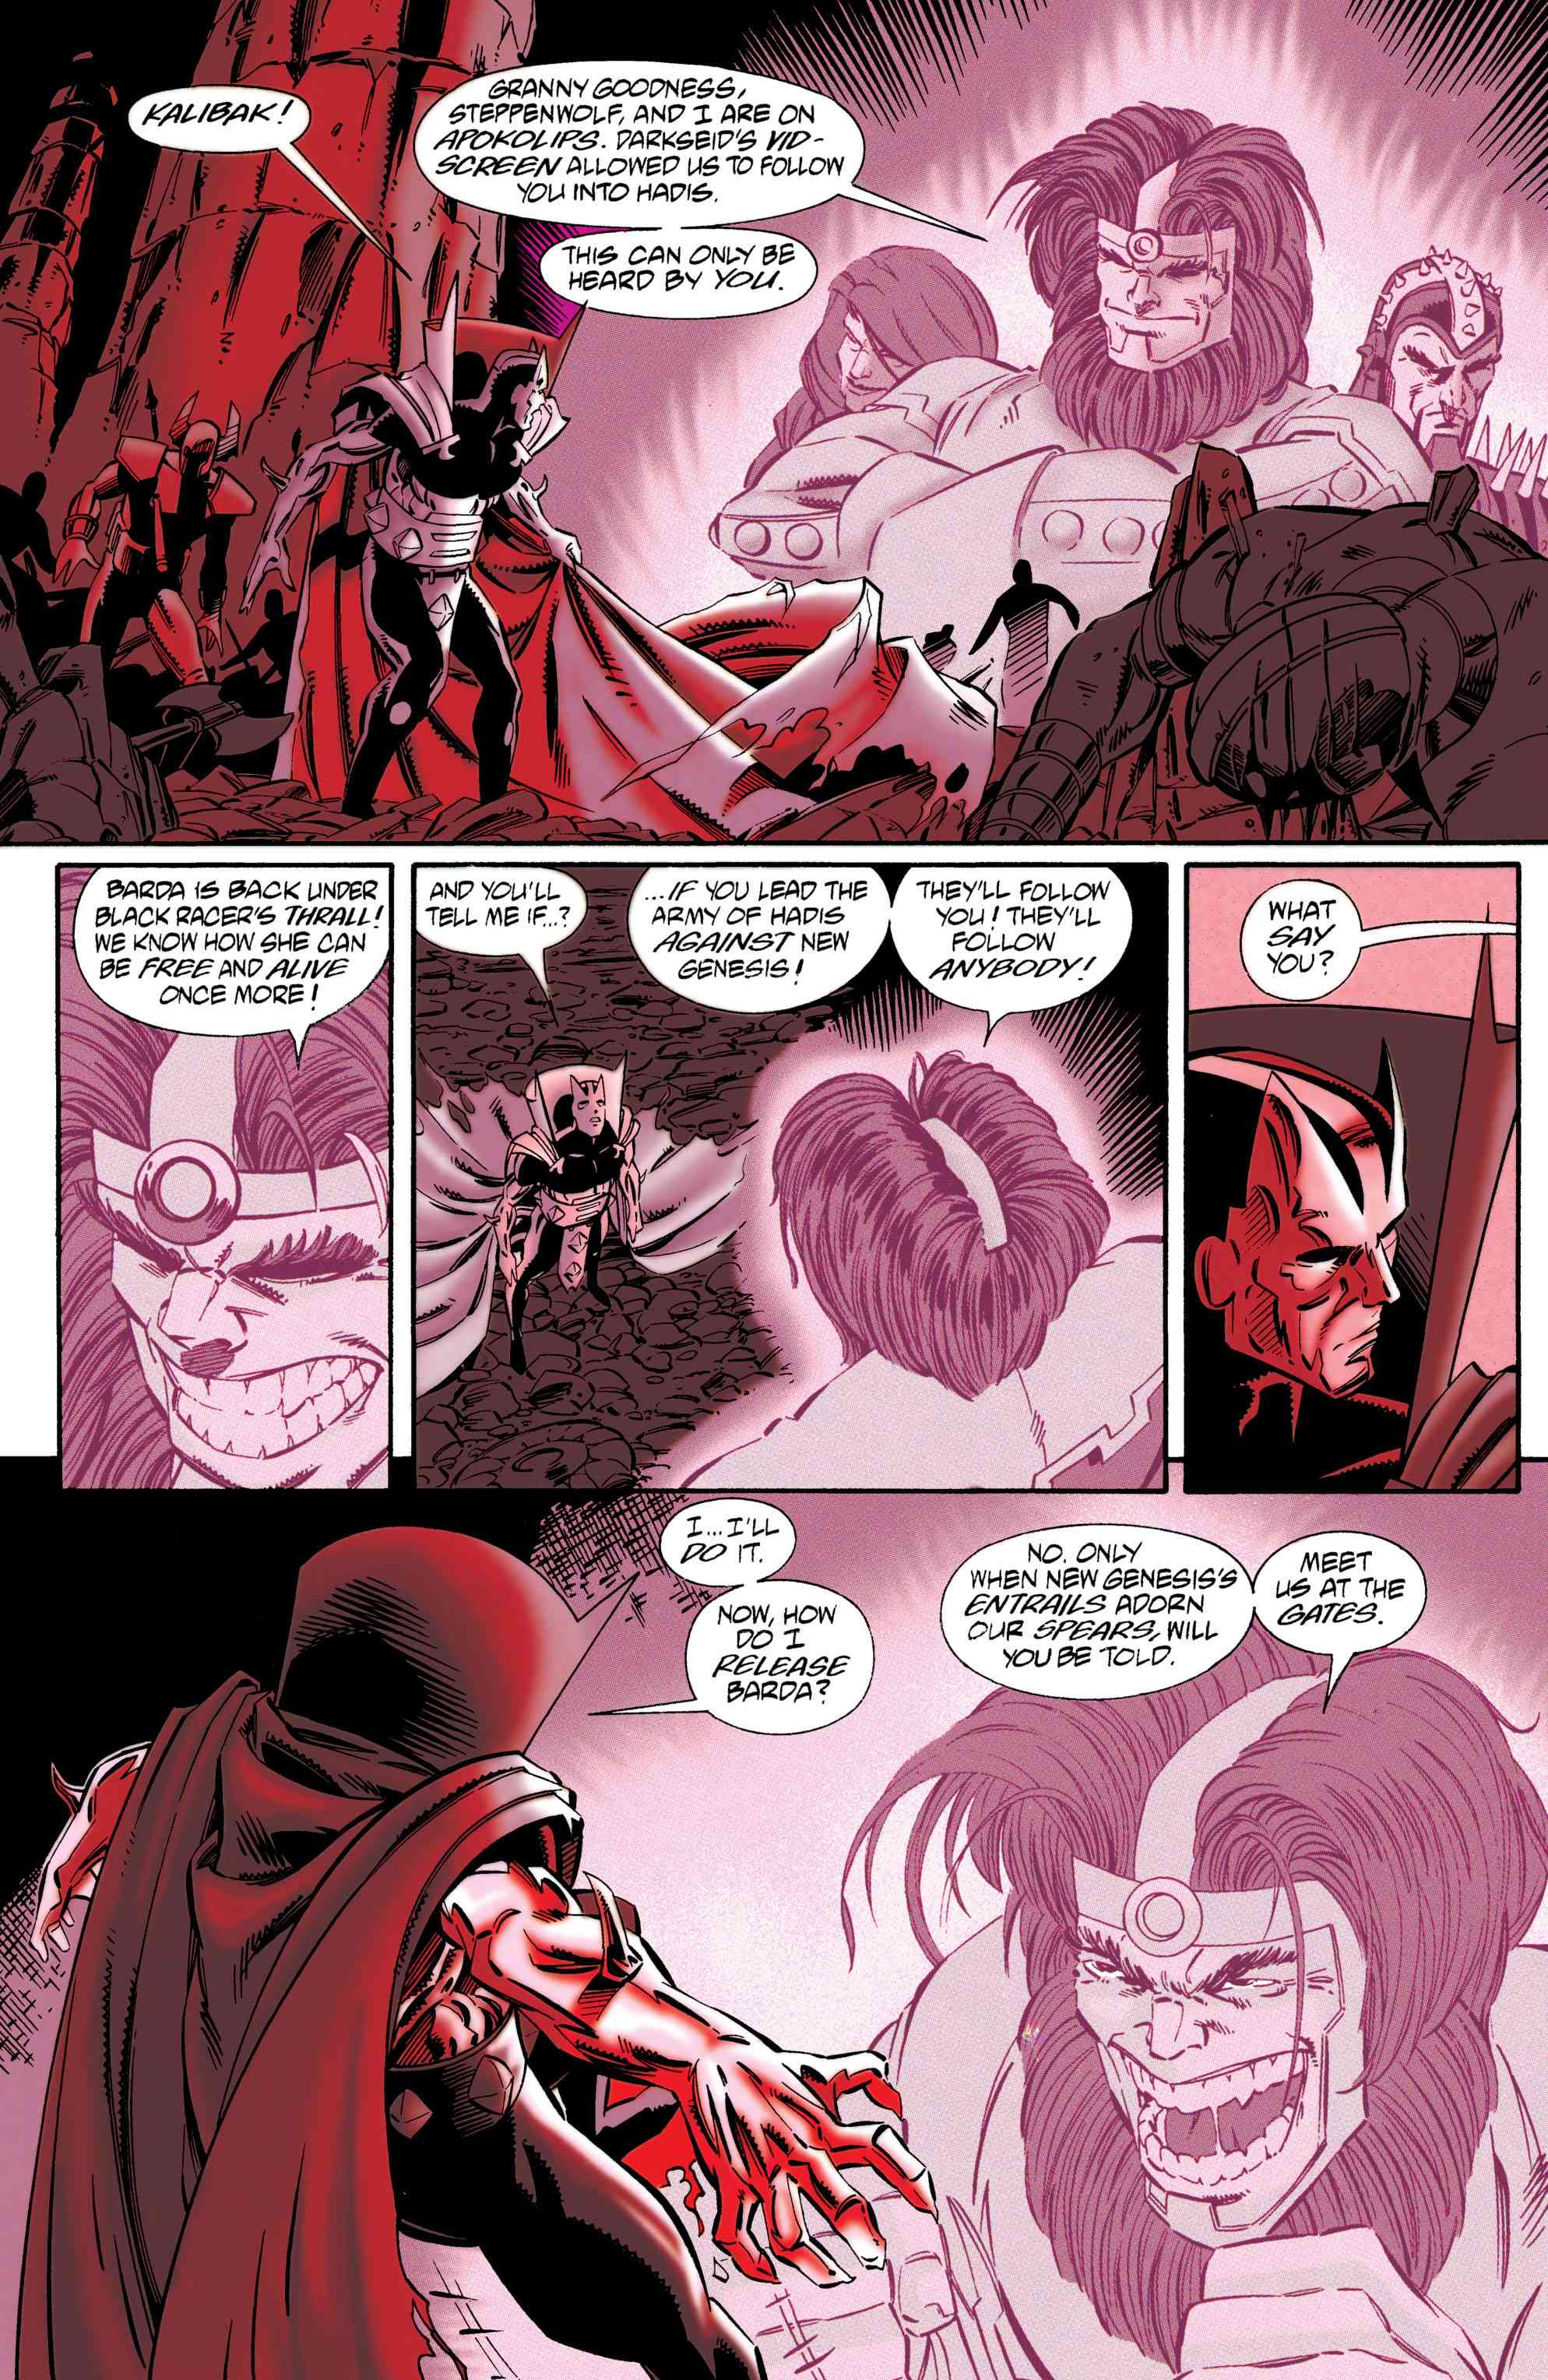 KALIBAK!
GRANNY GOODNESS,
STEPPENWOLF, AND I ARE ON
APOKOLIPS. DARKSEID'S VID-
SCREEN ALLOWED US TO FOLLOW
YOU INTO HADIS.
THIS CAN ONLY BE
HEARD BY YOU.
BARDA IS BACK UNDER
BLACK RACER'S THRALL!
WE KNOW HOW SHE CAN
BE FREE AND ALIVE
ONCE MORE!
AND YOU'LL
TELL ME IF...?
...IF YOU LEAD THE
ARMY OF HADIS
AGAINST NEW
GENESIS!
THEY'LL FOLLOW
YOU! THEY'LL
FOLLOW
ANYBODY!
WHAT
SAY
YOU?
I...I'LL
DO IT.
NOW, HOW
DO I
RELEASE
BARDA?
NO. ONLY
WHEN NEW GENESIS'S
ENTRAILS ADORN
OUR SPEARS, WILL
YOU BE TOLD.
MEET
US AT THE
GATES.